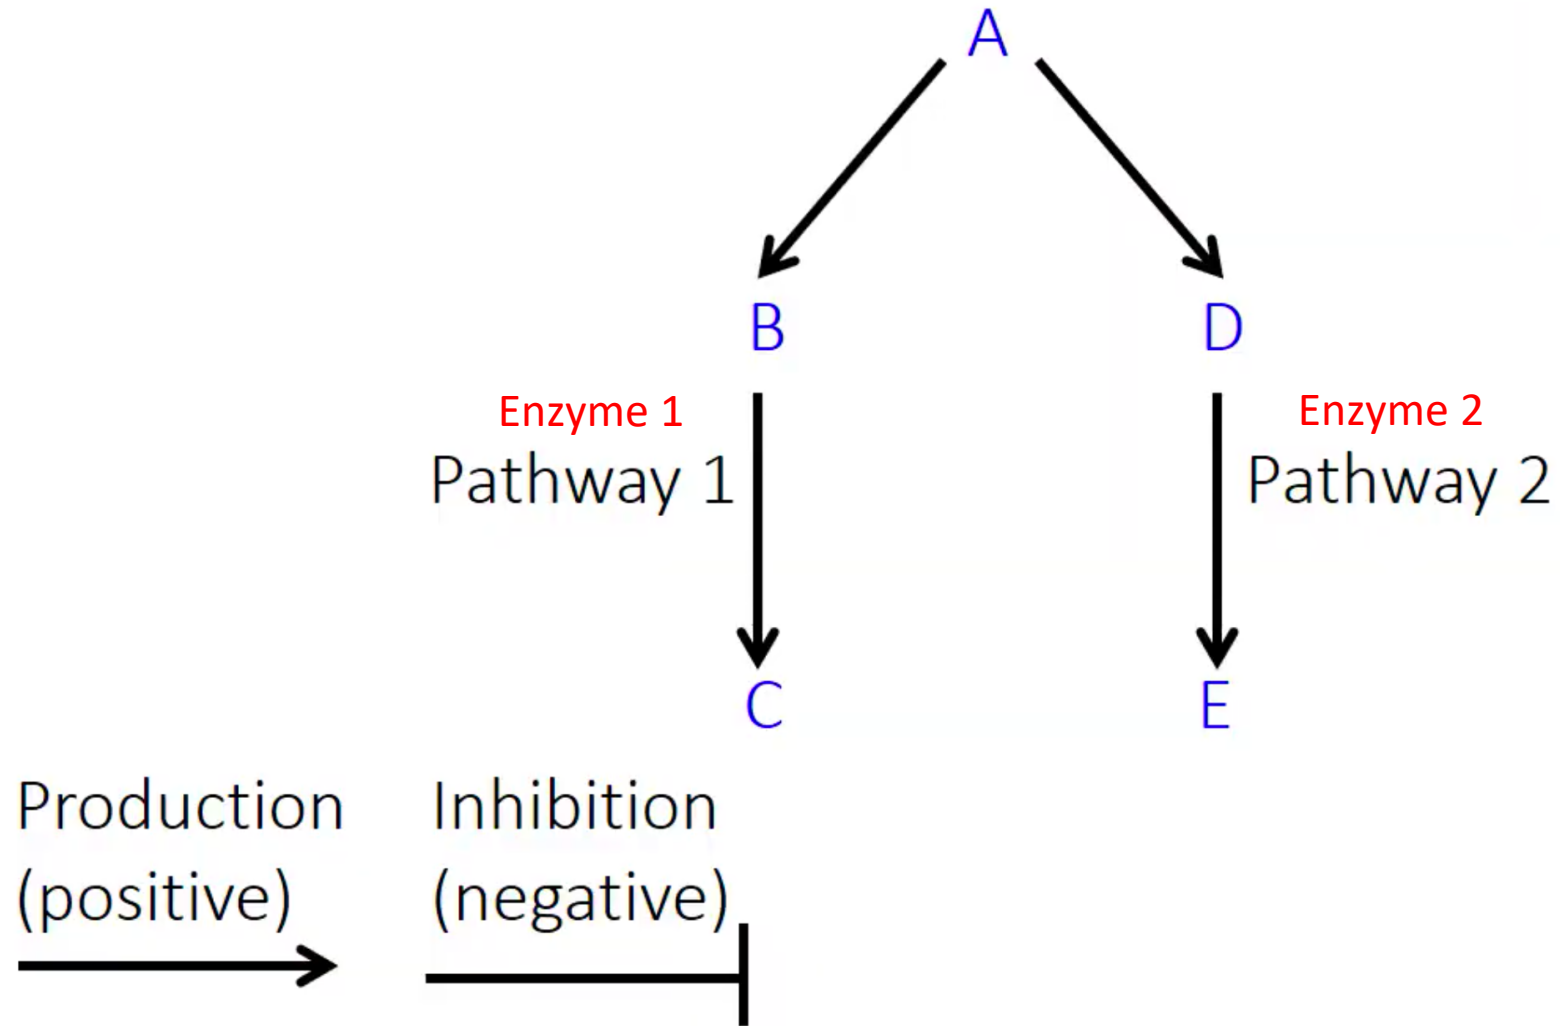 A
B
D
Enzyme 1
Enzyme 2
Pathway 1
Pathway 2
C
E
Production
(positive)
Inhibition
(negative)